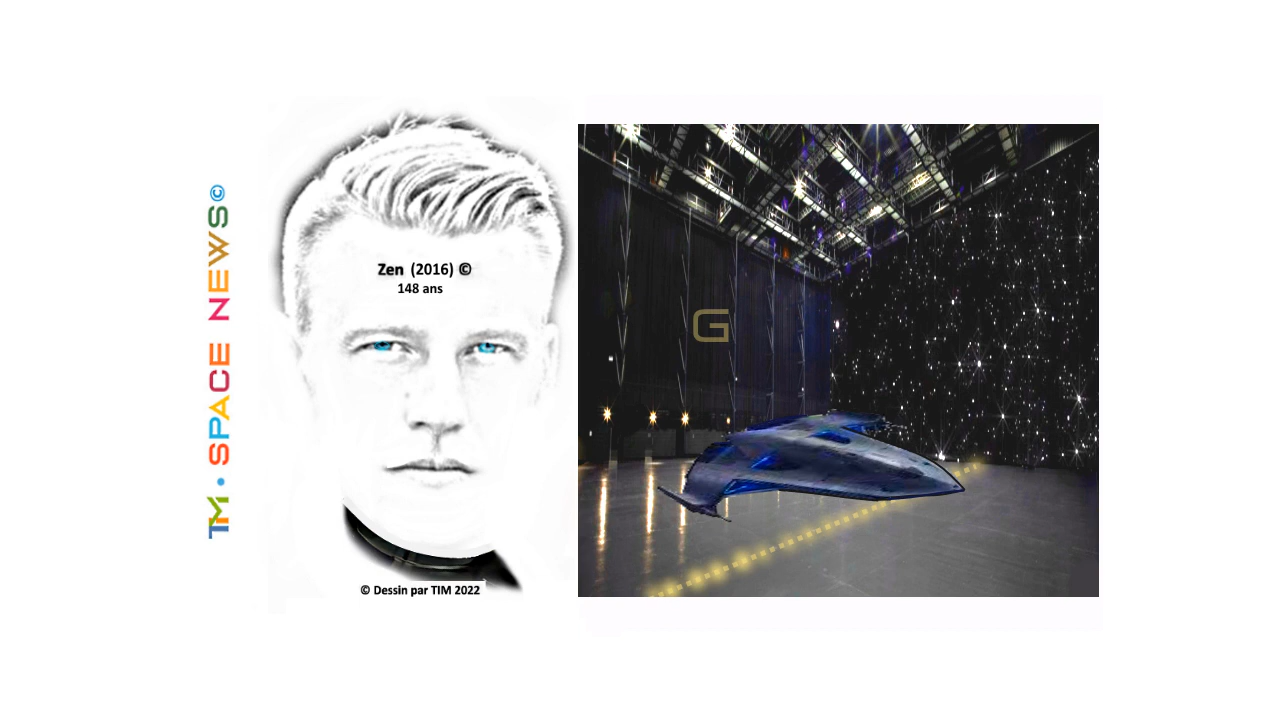 TIM • SPACE NEWS©
Zen (2016) ©
148 ans
© Dessin par TIM 2022
G